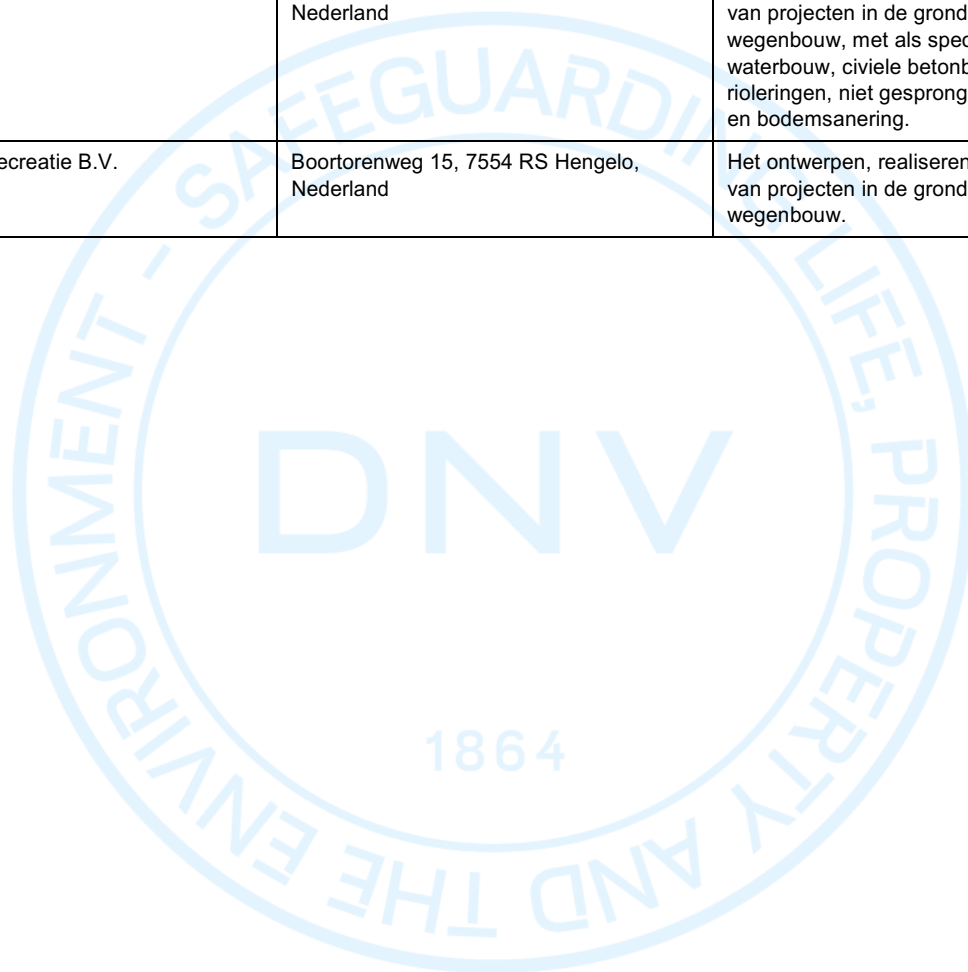 Nederland
van projecten in de grond
wegenbouw, met als spec
waterbouw, civiele betonb
rioleringen, niet gesprong
en bodemsanering.
ecreatie B.V.
Boortorenweg 15, 7554 RS Hengelo,
Nederland
Het ontwerpen, realiseren
van projecten in de grond
wegenbouw.
SAFEGUARDING LIFE, PROPERTY AND THE ENVIRONMENT -
DNV
1864